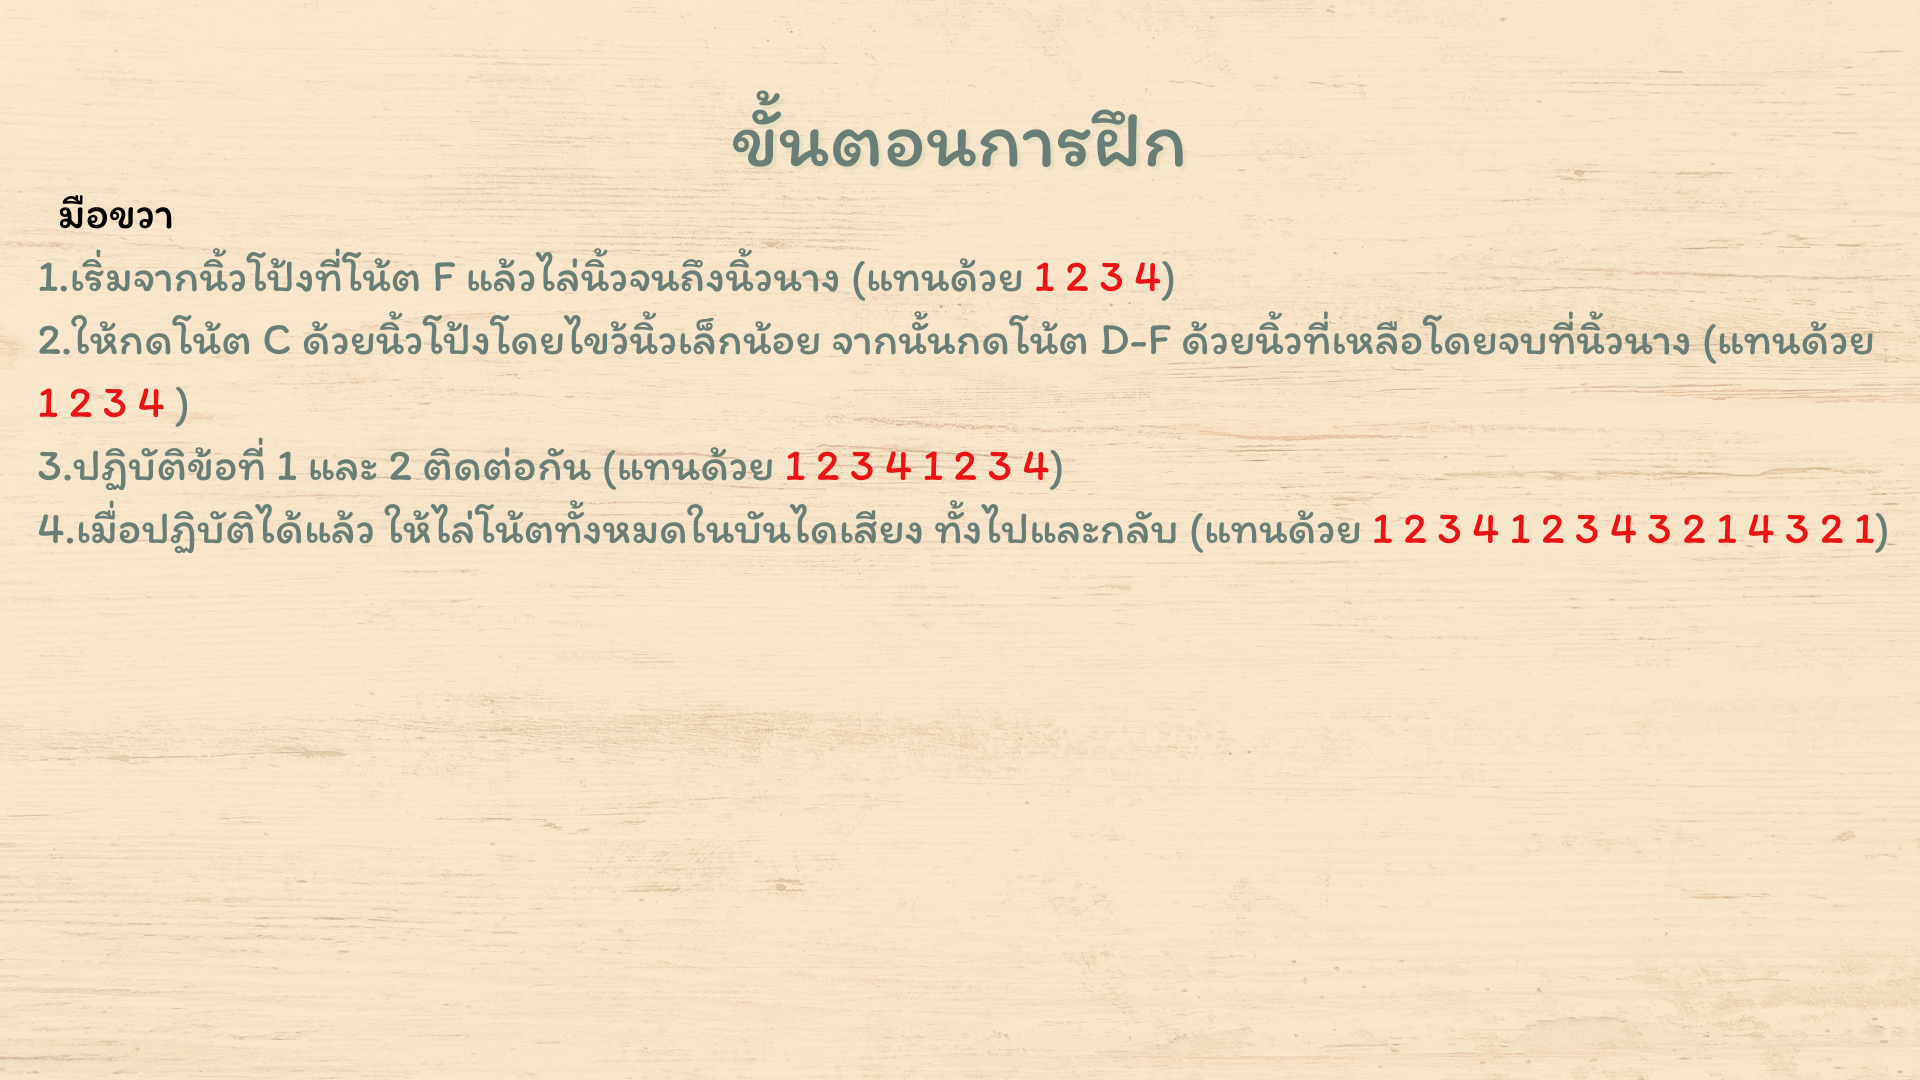 ขั้นตอนการฝึก
มือขวา
1.เริ่มจากนิ้วโป้งที่โน้ต F แล้วไล่นิ้วจนถึงนิ้วนาง (แทนด้วย 1 2 3 4)
2.ให้กดโน้ต C ด้วยนิ้วโป้งโดยไขว้นิ้วเล็กน้อย จากนั้นกดโน้ต D-F ด้วยนิ้วที่เหลือโดยจบที่นิ้วนาง (แทนด้วย
1 2 3 4 )
3.ปฏิบัติข้อที่ 1 และ 2 ติดต่อกัน (แทนด้วย 1 2 3 4 1 2 3 4)
4.เมื่อปฏิบัติได้แล้ว ให้ไล่โน้ตทั้งหมดในบันไดเสียง ทั้งไปและกลับ (แทนด้วย 1 2 3 4 1 2 3 4 3 2 1 4 3 2 1)